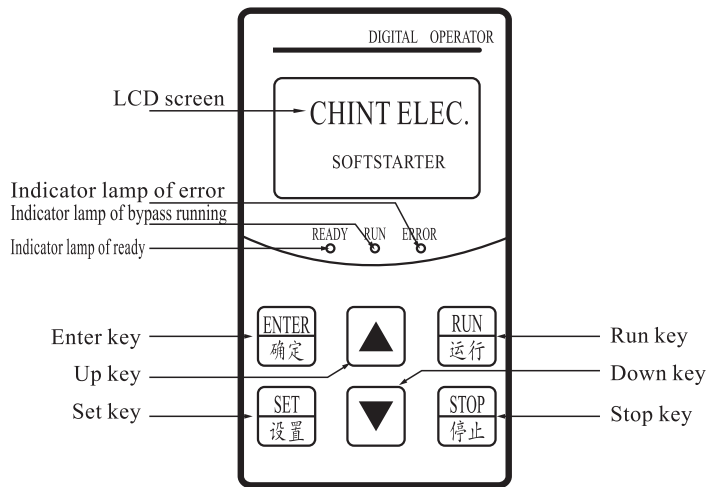 DIGITAL OPERATOR
LCD screen
CHINT ELEC.
SOFTSTARTER
Indicator lamp of error
Indicator lamp of bypass running
Indicator lamp of ready
READY RUN ERROR
Enter key
ENTER
确定
RUN
运行
Run key
Up key
Down key
Set key
SET
设置
STOP
停止
Stop key